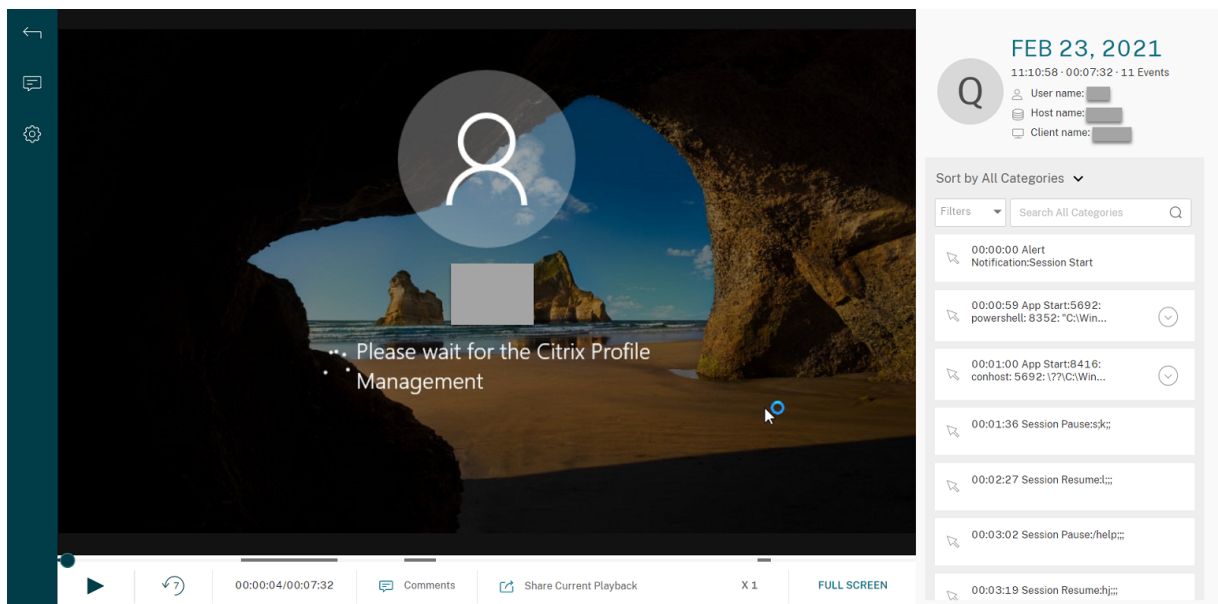 Please wait for the Citrix Profile
Management
7
00:00:04/00:07:32
Comments
Share Current Playback
X 1
FULL SCREEN
Q
FEB 23, 2021
11:10:58 · 00:07:32 · 11 Events
User name:
Host name:
Client name:
Sort by All Categories
Filters
Search All Categories
00:00:00 Alert
Notification:Session Start
00:00:59 App Start:5692:
powershell: 8352: "C:\Win...
00:01:00 App Start:8416:
conhost: 5692: \??\C:\Win...
00:01:36 Session Pause:s;k;;
00:02:27 Session Resume:l;;;
00:03:02 Session Pause:/help;;;
00:03:19 Session Resume:hj;;;